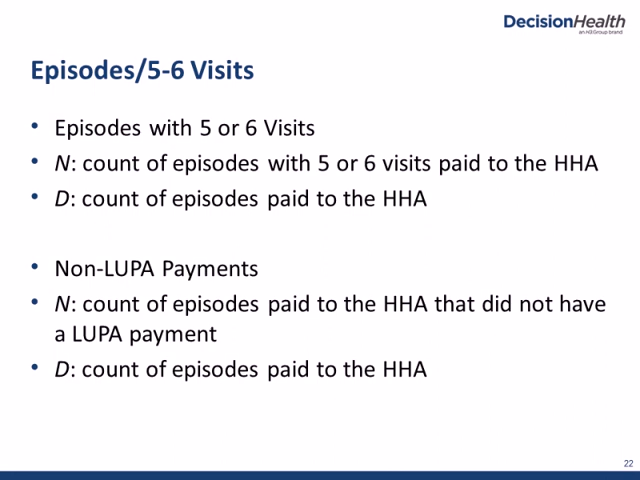 DecisionHealth
an H3.Group brand
Episodes/5-6 Visits
• Episodes with 5 or 6 Visits
• N: count of episodes with 5 or 6 visits paid to the HHA
• D: count of episodes paid to the HHA
• Non-LUPA Payments
• N: count of episodes paid to the HHA that did not have
a LUPA payment
• D: count of episodes paid to the HHA
22